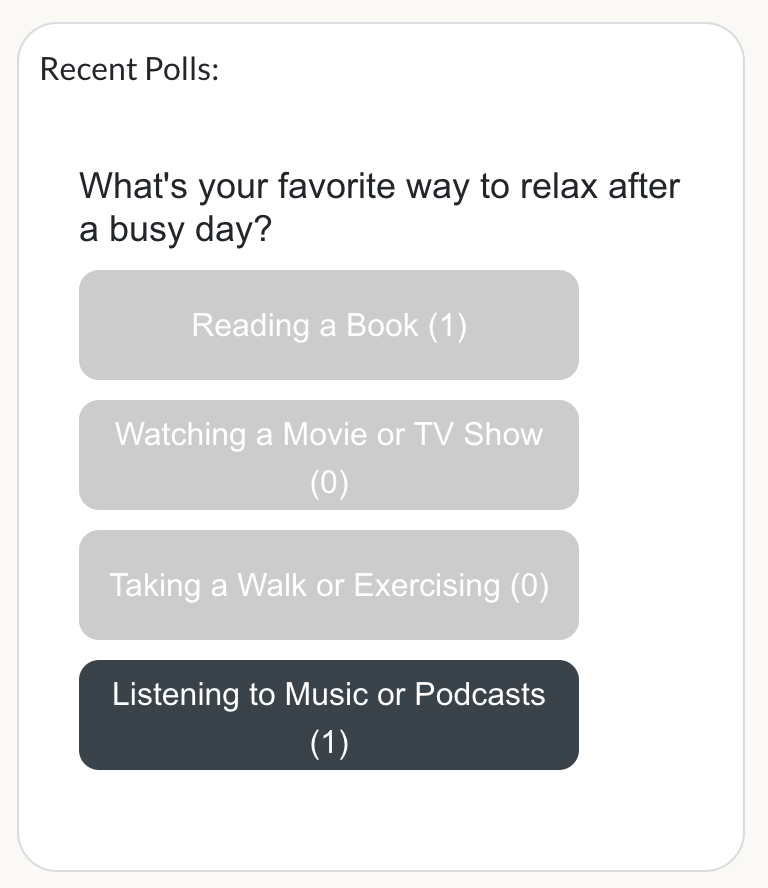 Recent Polls:
What's your favorite way to relax after
a busy day?
Reading a Book (1)
Watching a Movie or TV Show
(0)
Taking a Walk or Exercising (0)
Listening to Music or Podcasts
(1)